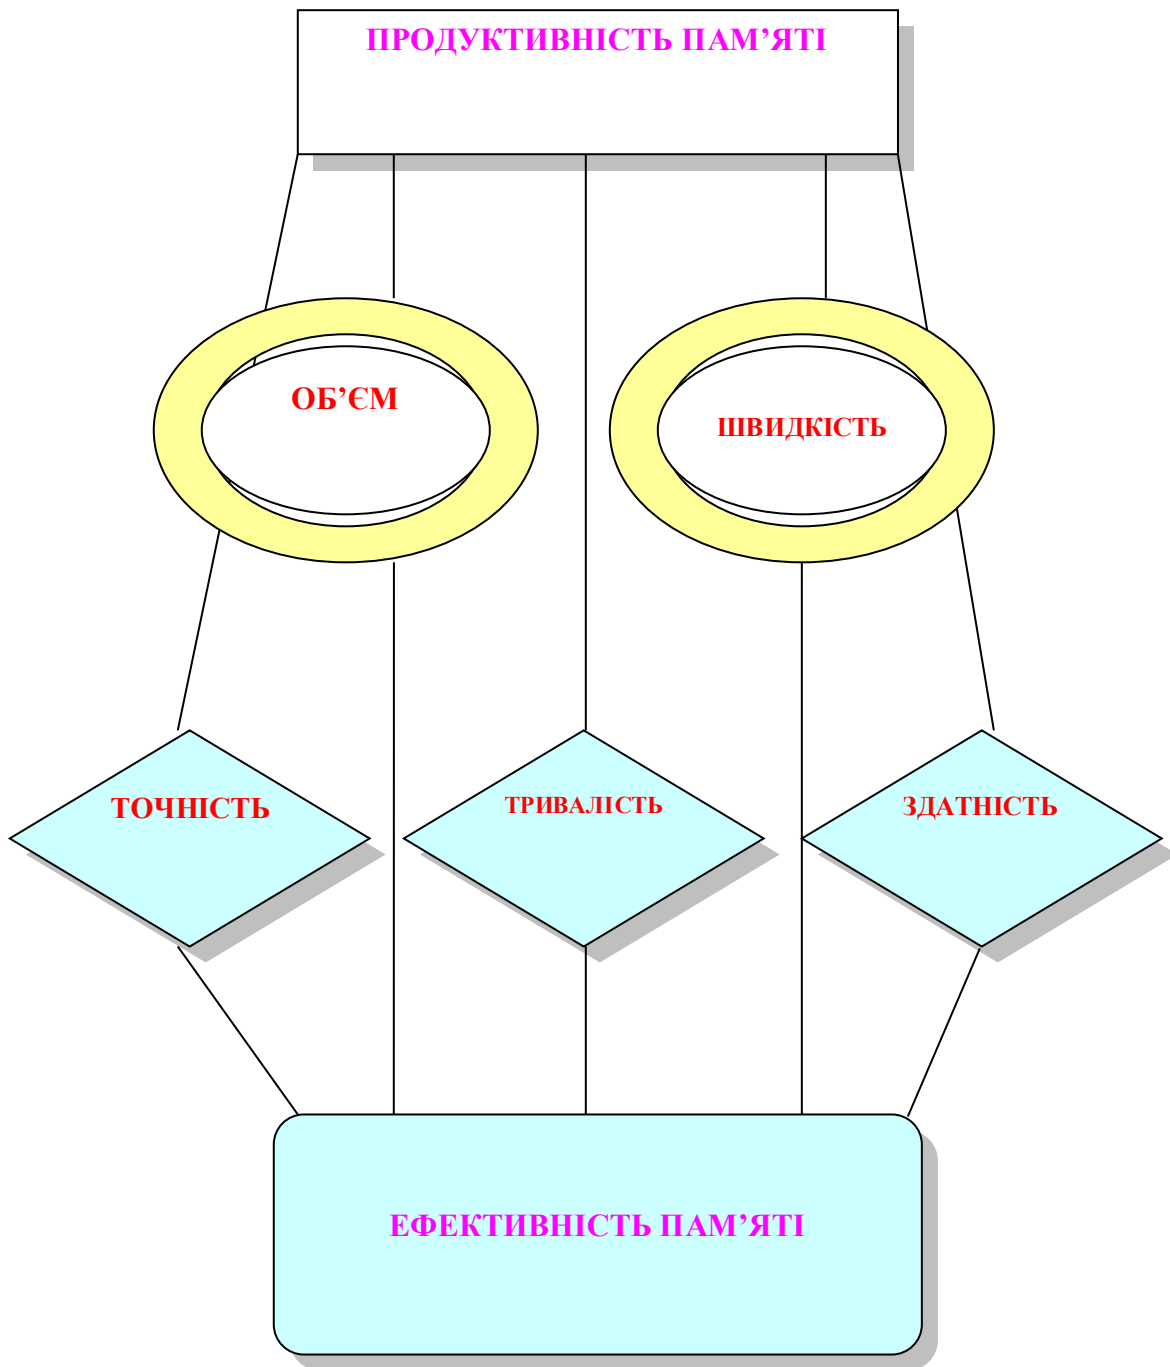 ПРОДУКТИВНІСТЬ ПАМ’ЯТІ
ОБ’ЄМ
ШВИДКІСТЬ
ТОЧНІСТЬ
ТРИВАЛІСТЬ
ЗДАТНІСТЬ
ЕФЕКТИВНІСТЬ ПАМ’ЯТІ